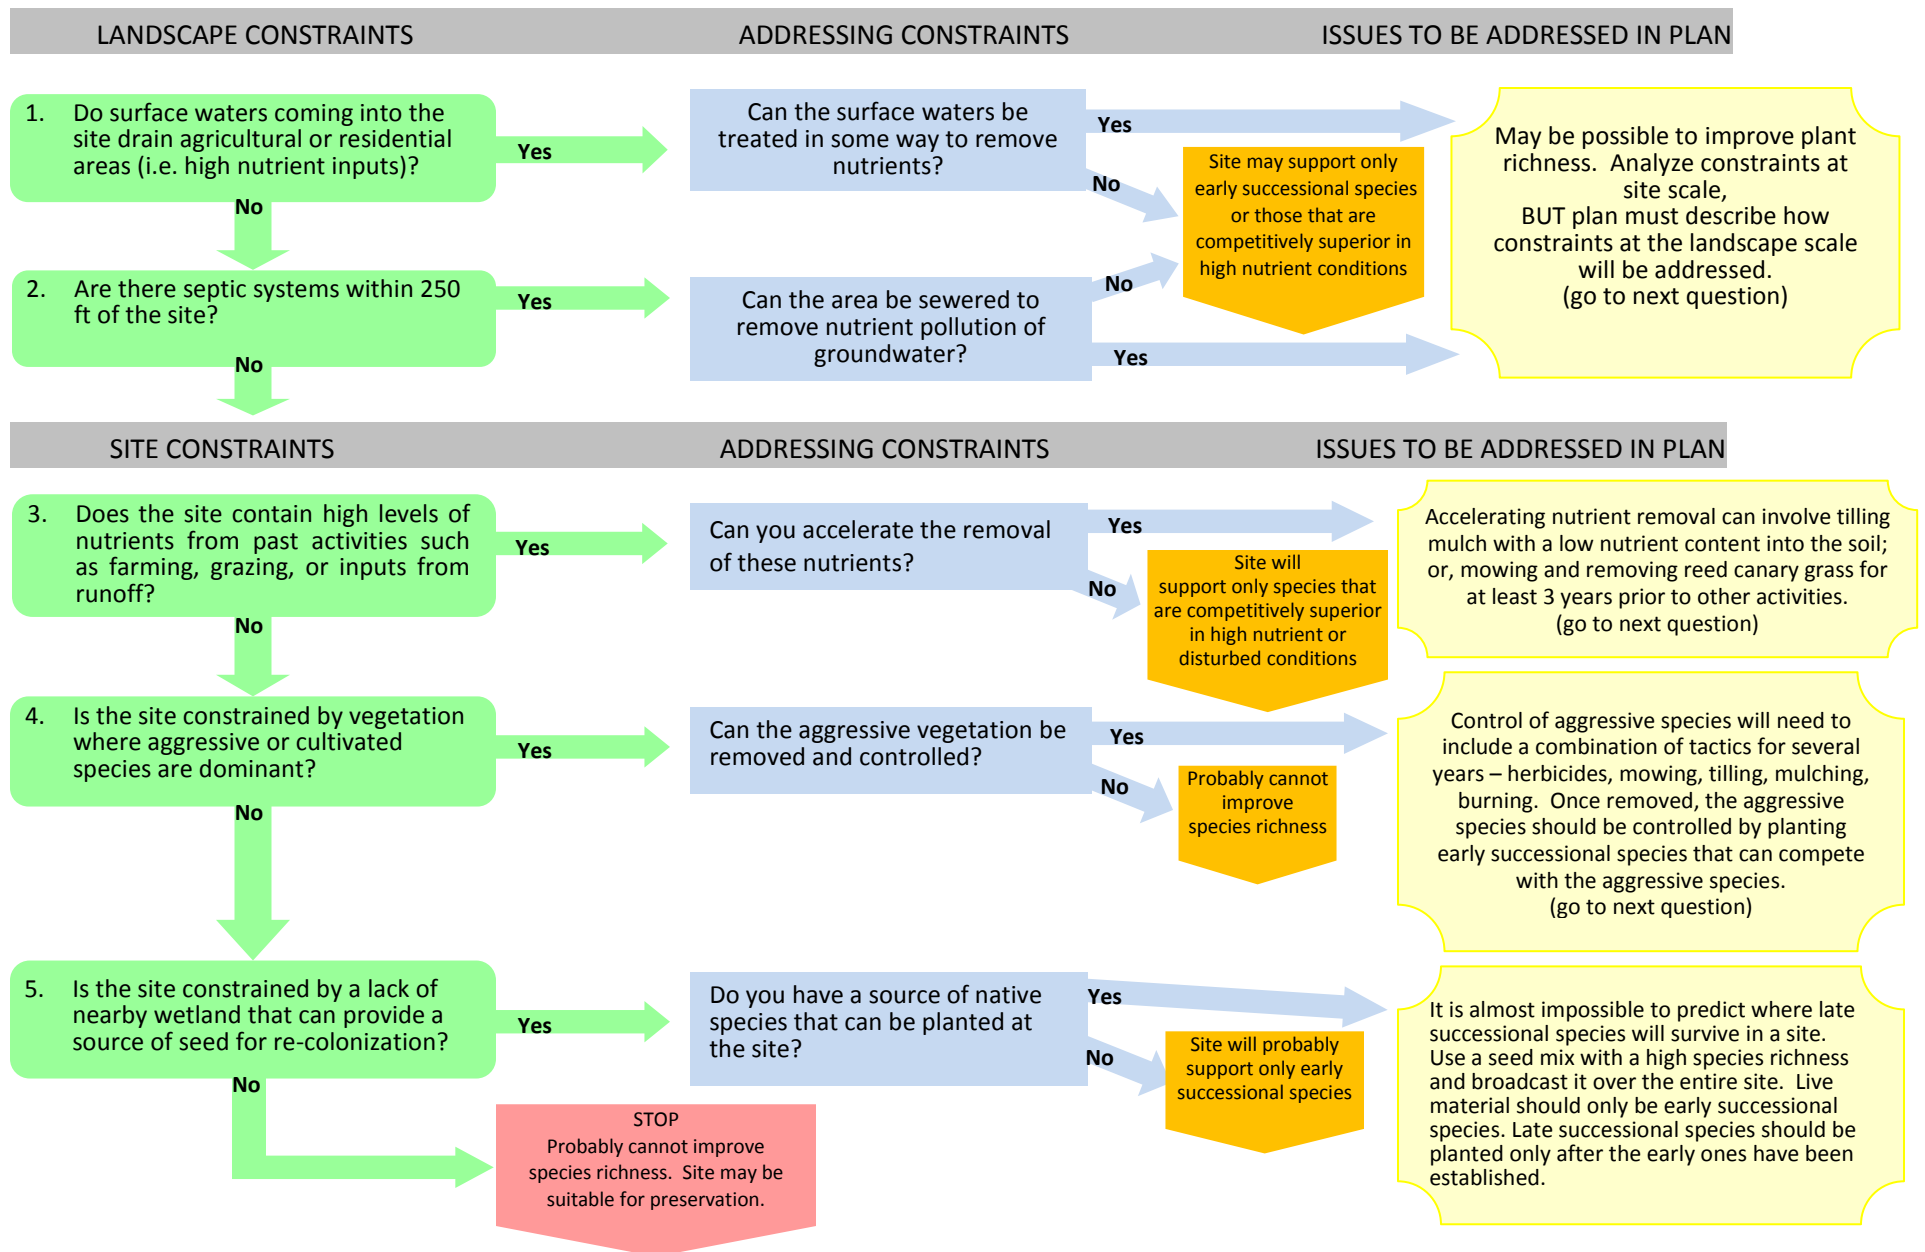 LANDSCAPE CONSTRAINTS
ADDRESSING CONSTRAINTS
ISSUES TO BE ADDRESSED IN PLAN
1. Do surface waters coming into the
site drain agricultural or residential
areas (i.e. high nutrient inputs)?
Yes
No
Can the surface waters be
treated in some way to remove
nutrients?
Yes
No
Site may support only
early successional species
or those that are
competitively superior in
high nutrient conditions
May be possible to improve plant
richness. Analyze constraints at
site scale,
BUT plan must describe how
constraints at the landscape scale
will be addressed.
(go to next question)
2. Are there septic systems within 250
ft of the site?
Yes
No
Can the area be sewered to
remove nutrient pollution of
groundwater?
No
Yes
SITE CONSTRAINTS
ADDRESSING CONSTRAINTS
ISSUES TO BE ADDRESSED IN PLAN
3. Does the site contain high levels of
nutrients from past activities such
as farming, grazing, or inputs from
runoff?
Yes
No
Can you accelerate the removal
of these nutrients?
Yes
No
Site will
support only species that
are competitively superior
in high nutrient or
disturbed conditions
Accelerating nutrient removal can involve tilling
mulch with a low nutrient content into the soil;
or, mowing and removing reed canary grass for
at least 3 years prior to other activities.
(go to next question)
4. Is the site constrained by vegetation
where aggressive or cultivated
species are dominant?
Yes
No
Can the aggressive vegetation be
removed and controlled?
Yes
No
Probably cannot
improve
species richness
Control of aggressive species will need to
include a combination of tactics for several
years – herbicides, mowing, tilling, mulching,
burning. Once removed, the aggressive
species should be controlled by planting
early successional species that can compete
with the aggressive species.
(go to next question)
5. Is the site constrained by a lack of
nearby wetland that can provide a
source of seed for re-colonization?
Yes
No
Do you have a source of native
species that can be planted at
the site?
Yes
No
Site will probably
support only early
successional species
It is almost impossible to predict where late
successional species will survive in a site.
Use a seed mix with a high species richness
and broadcast it over the entire site. Live
material should only be early successional
species. Late successional species should be
planted only after the early ones have been
established.
STOP
Probably cannot improve
species richness. Site may be
suitable for preservation.